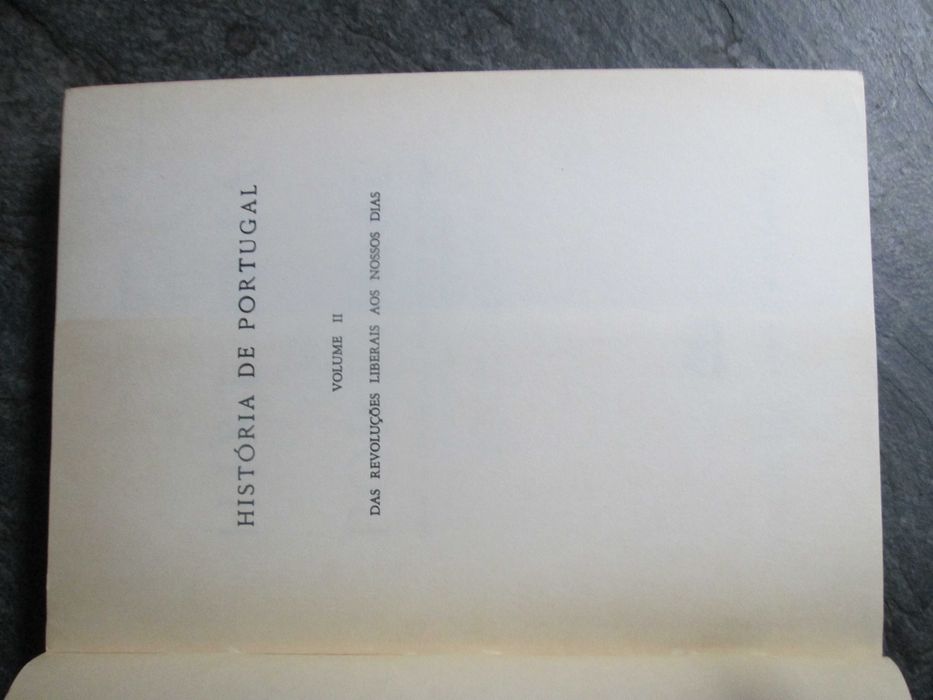 HISTÓRIA DE PORTUGAL
VOLUME II
DAS REVOLUÇÕES LIBERAIS AOS NOSSOS DIAS